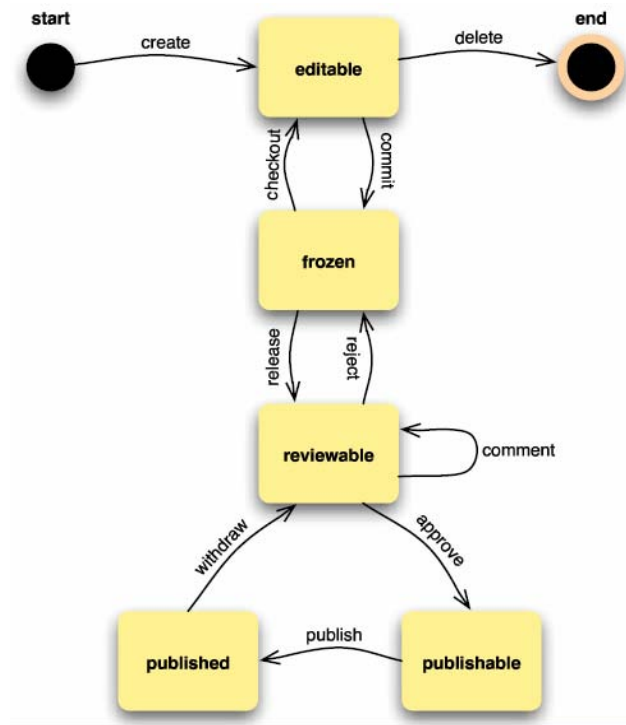 start
end
create
delete
editable
checkout
commit
frozen
release
reject
reviewable
comment
withdraw
approve
publish
published
publishable